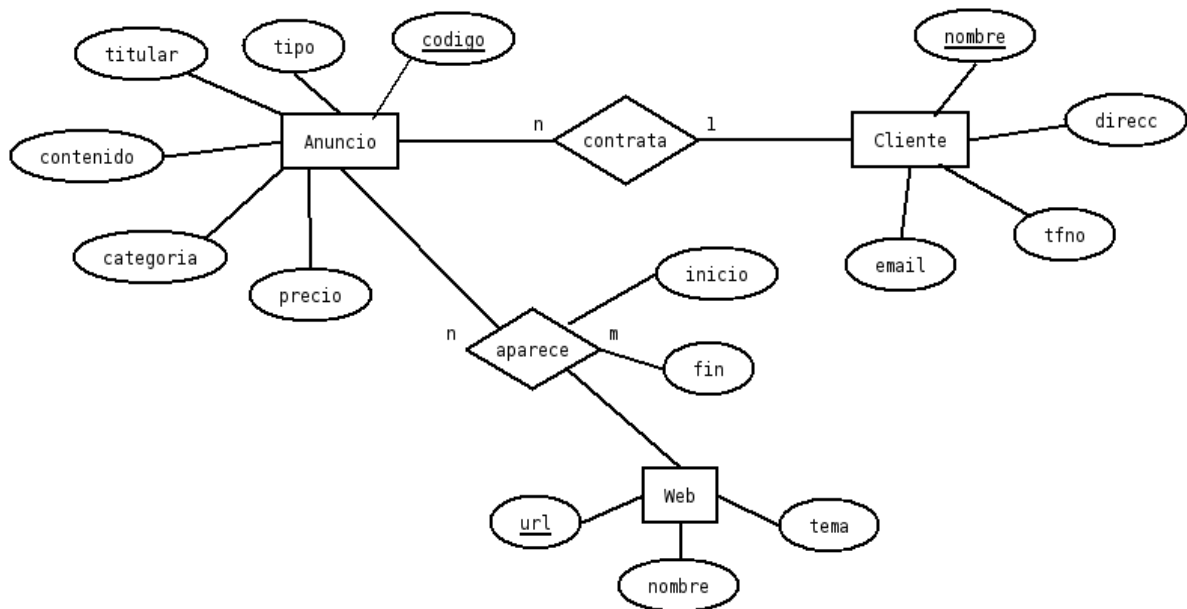 titular
tipo
codigo
nombre
direcc
contenido
Anuncio
n
contrata
1
Cliente
categoria
precio
inicio
email
tfno
n
aparece
m
fin
url
Web
tema
nombre